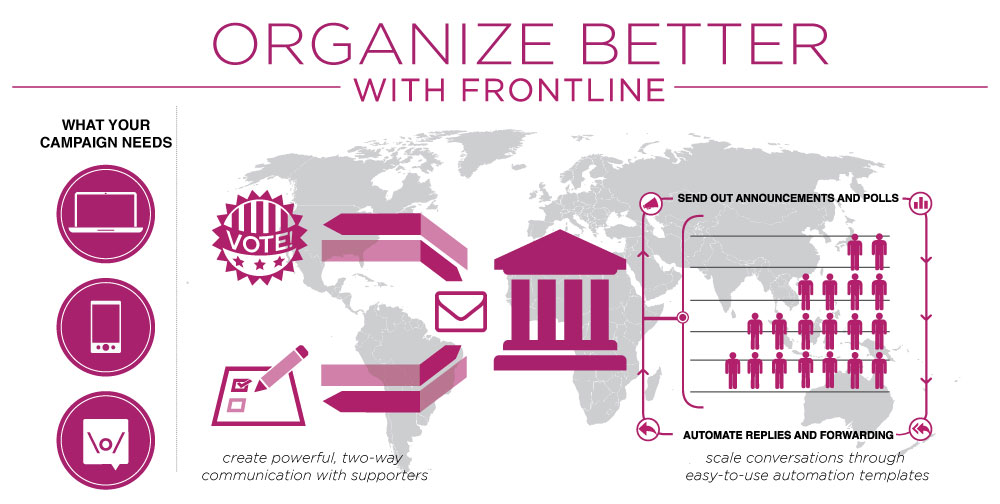 ORGANIZE BETTER
WITH FRONTLINE
WHAT YOUR
CAMPAIGN NEEDS
\o/
VOTE!
create powerful, two-way
communication with supporters
SEND OUT ANNOUNCEMENTS AND POLLS
AUTOMATE REPLIES AND FORWARDING
scale conversations through
easy-to-use automation templates